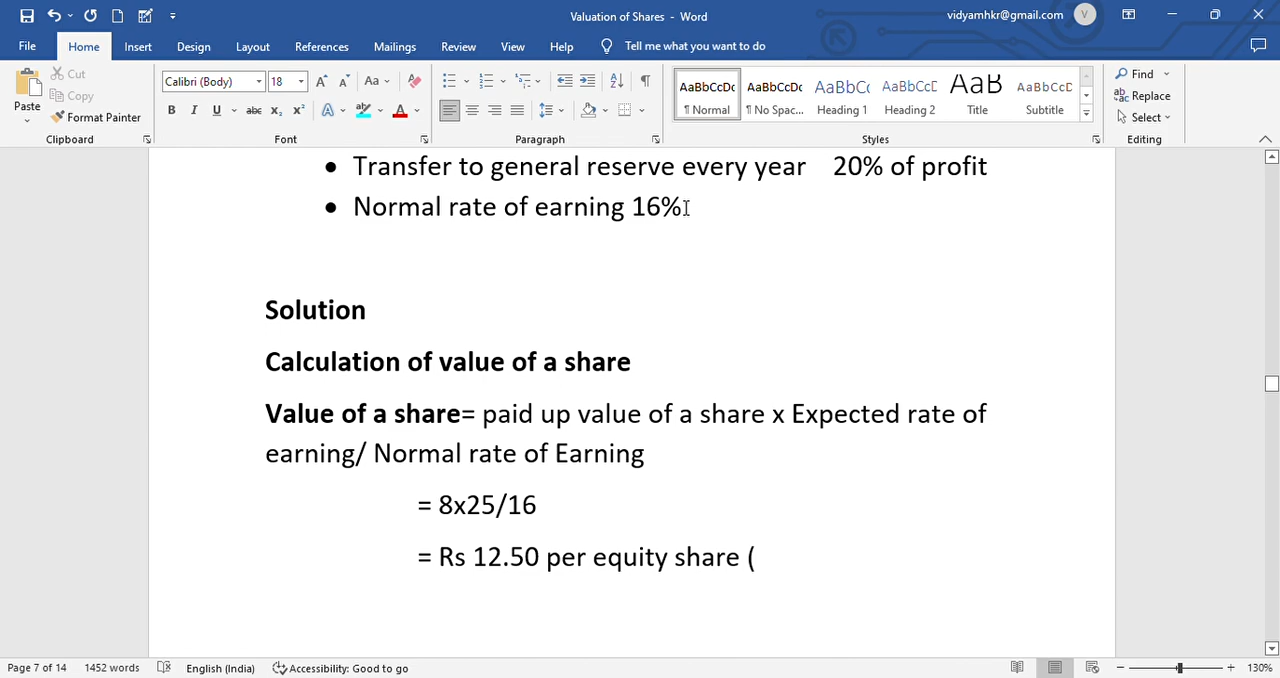 Valuation of Shares - Word
vidyamhkr@gmail.com
V
File Home Insert Design Layout References Mailings Review View Help Tell me what you want to do
Paste
Cut
Copy
Format Painter
Clipboard
Calibri (Body) 18
Font
Paragraph
AaBbCcDc AaBbCcDc AaBbC AaBbCcD AaB AaBbCcD
¶ Normal ¶ No Spac... Heading 1 Heading 2 Title Subtitle
Styles
Find
Replace
Select
Editing
• Transfer to general reserve every year 20% of profit
• Normal rate of earning 16%
Solution
Calculation of value of a share
Value of a share= paid up value of a share x Expected rate of
earning/ Normal rate of Earning
= 8x25/16
= Rs 12.50 per equity share (
Page 7 of 14 1452 words English (India) Accessibility: Good to go 130%